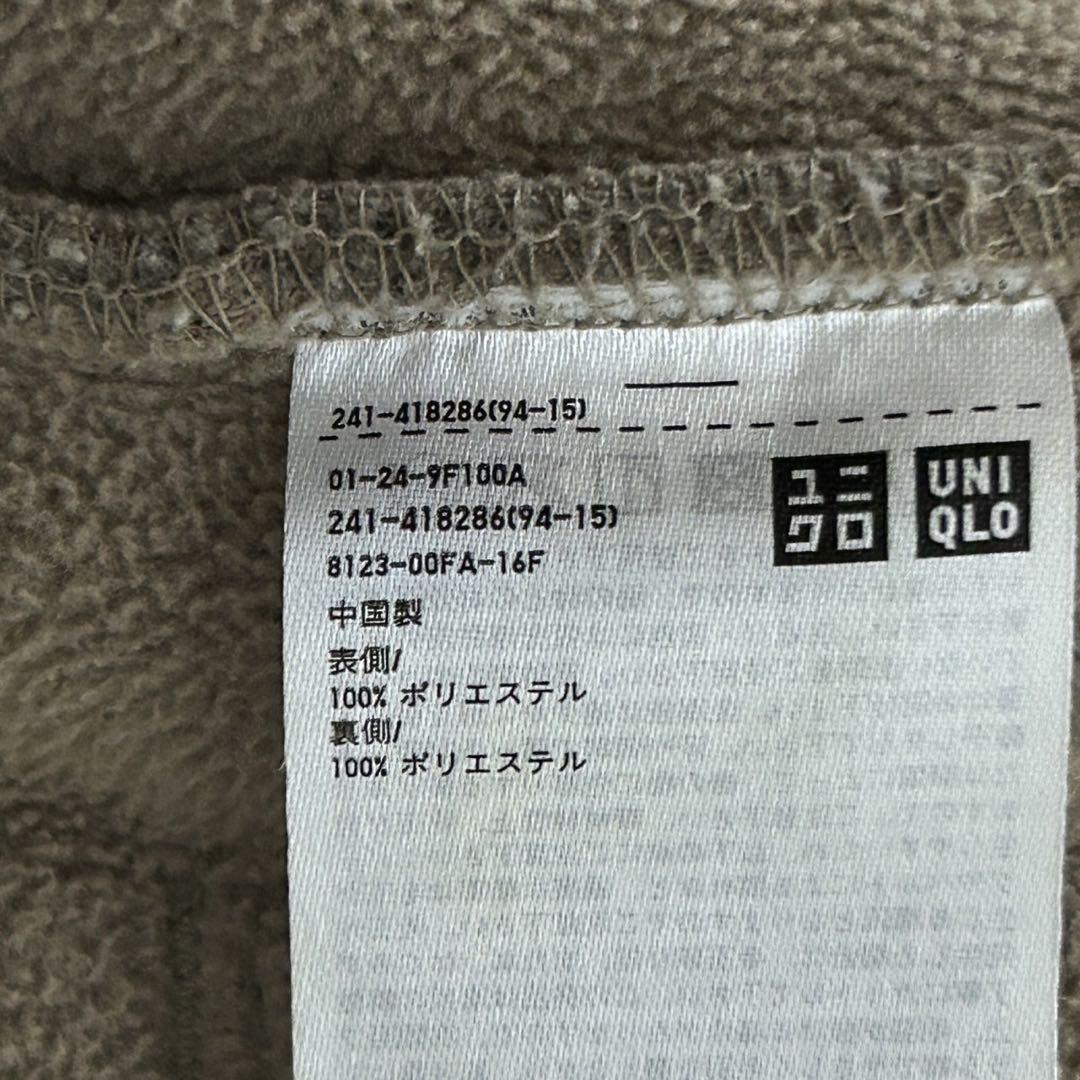 241-418286(94-15)
01-24-9F100A
241-418286(94-15)
8123-00FA-16F
ユニ
クロ
UNI
QLO
中国製
表側/
100% ポリエステル
裏側/
100% ポリエステル